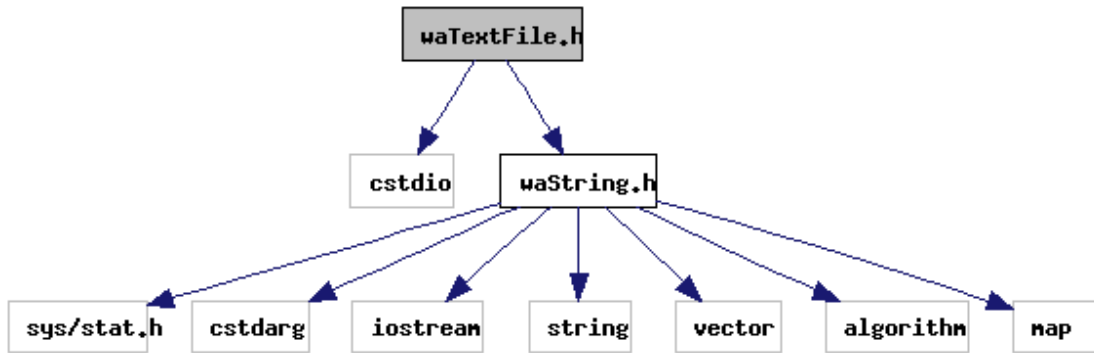 waTextFile.h
cstdio
waString.h
sys/stat.h
cstdarg
iostream
string
vector
algorithm
map